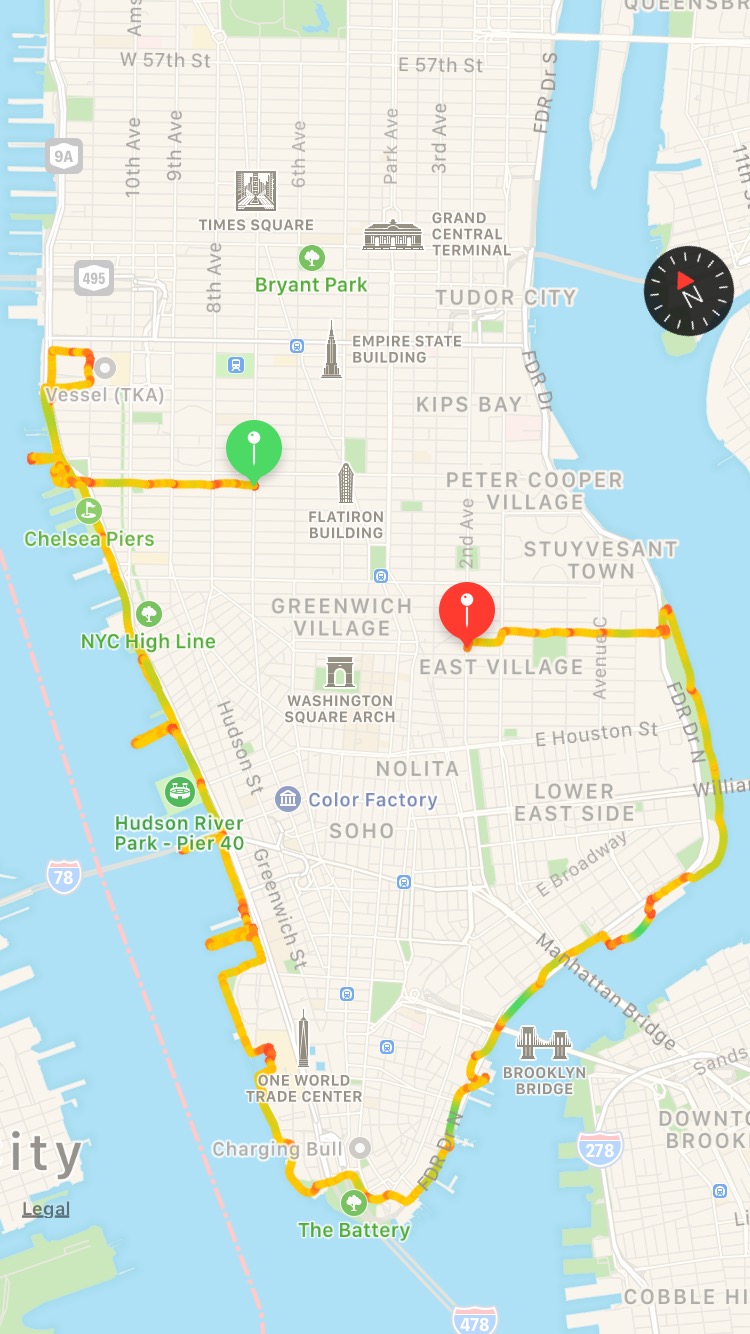 QUEENSBR
Ams
W 57th St
E 57th St
FDR Dr S
9A
10th Ave
9th Ave
6th Ave
Park Ave
3rd Ave
11th S
TIMES SQUARE
GRAND
CENTRAL
TERMINAL
8th Ave
495
Bryant Park
N
TUDOR CITY
EMPIRE STATE
BUILDING
Vessel (TKA)
FDR Dr
KIPS BAY
PETER COOPER
VILLAGE
FLATIRON
BUILDING
2nd Ave
Chelsea Piers
STUYVESANT
TOWN
GREENWICH
VILLAGE
NYC High Line
EAST VILLAGE
Avenue C
WASHINGTON
SQUARE ARCH
Hudson St
FDR Dr N
E Houston St
NOLITA
Willia
LOWER
EAST SIDE
Color Factory
SOHO
Hudson River
Park - Pier 40
78
Greenwich St
E Broadway
Manhattan Bridge
ONE WORLD
TRADE CENTER
BROOKLYN
BRIDGE
Sands
DOWNTO
BROOKL
ity
Charging Bull
FDR Dr N
278
Legal
The Battery
Li
COBBLE HI
478